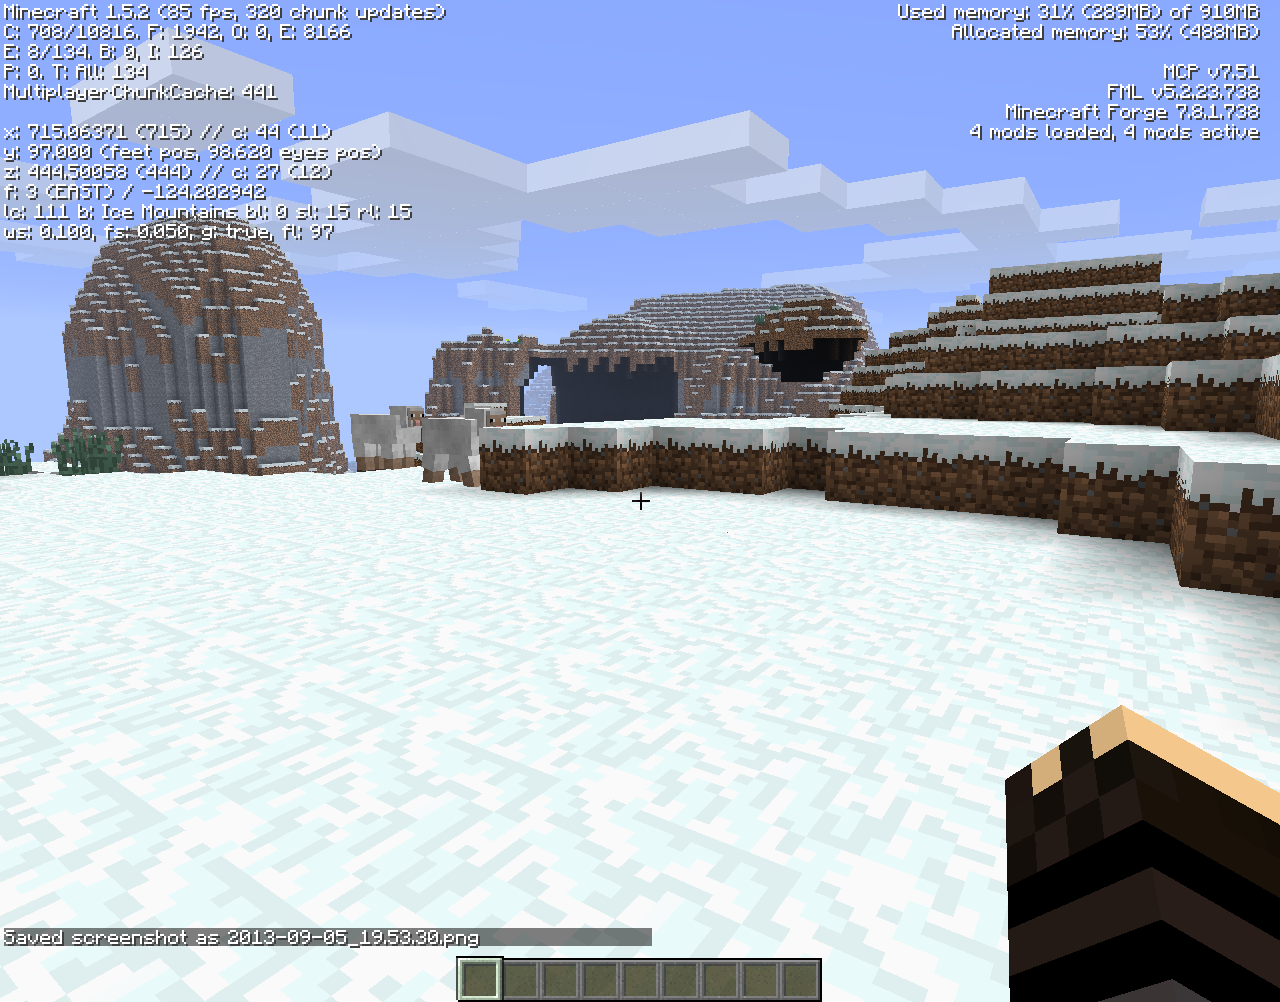 Minecraft 1.5.2 (85 fps, 320 chunk updates)
C: 708/10816. F: 1942, O: 0, E: 8166
E: 8/134. B: 0, I: 126
P: 0. T: All: 134
MultiplayerChunkCache: 441
x: 715.06371 (715) // c: 44 (11)
y: 97.000 (feet pos, 98.620 eyes pos)
z: 444.50058 (444) // c: 27 (12)
f: 3 (EAST) / -124.202942
lc: 111 b: Ice Mountains bl: 0 sl: 15 rl: 15
ws: 0.100, fs: 0.050, g: true, fl: 97
Used memory: 31% (289MB) of 910MB
Allocated memory: 53% (488MB)
MCP v7.51
FML v5.2.23.738
Minecraft Forge 7.8.1.738
4 mods loaded, 4 mods active
Saved screenshot as 2013-09-05_19.53.30.png